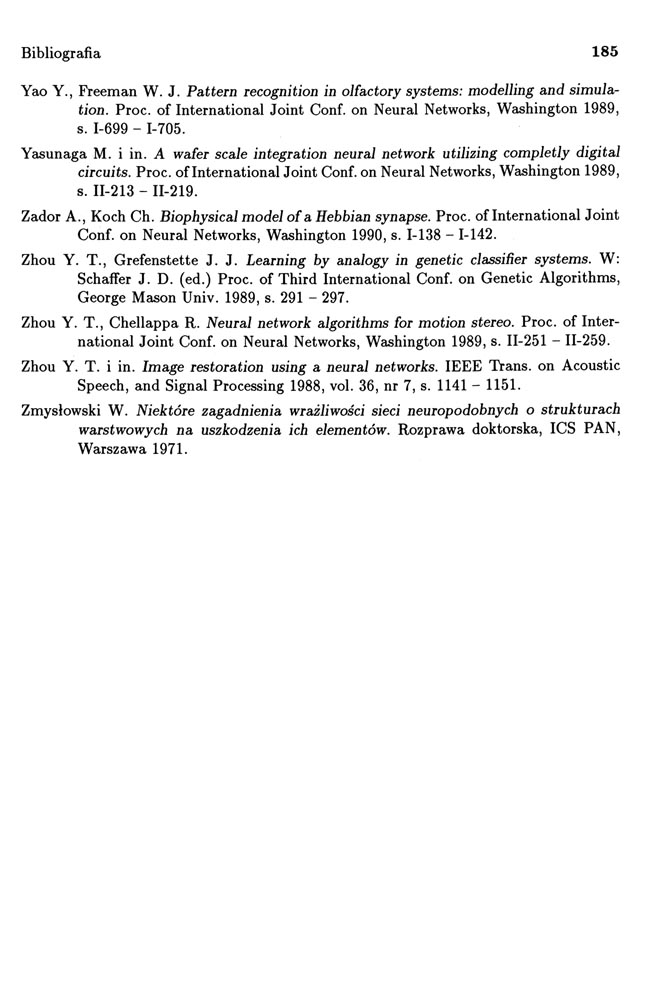 Bibliografia 185
Yao Y., Freeman W. J. Pattern recognition in olfactory systems: modelling and simula-
tion. Proc. of International Joint Conf. on Neural Networks, Washington 1989,
s. I-699 – I-705.
Yasunaga M. i in. A wafer scale integration neural network utilizing completly digital
circuits. Proc. of International Joint Conf. on Neural Networks, Washington 1989,
s. II-213 – II-219.
Zador A., Koch Ch. Biophysical model of a Hebbian synapse. Proc. of International Joint
Conf. on Neural Networks, Washington 1990, s. I-138 – I-142.
Zhou Y. T., Grefenstette J. J. Learning by analogy in genetic classifier systems. W:
Schaffer J. D. (ed.) Proc. of Third International Conf. on Genetic Algorithms,
George Mason Univ. 1989, s. 291 – 297.
Zhou Y. T., Chellappa R. Neural network algorithms for motion stereo. Proc. of Inter-
national Joint Conf. on Neural Networks, Washington 1989, s. II-251 – II-259.
Zhou Y. T. i in. Image restoration using a neural networks. IEEE Trans. on Acoustic
Speech, and Signal Processing 1988, vol. 36, nr 7, s. 1141 – 1151.
Zmysłowski W. Niektóre zagadnienia wrażliwości sieci neuropodobnych o strukturach
warstwowych na uszkodzenia ich elementów. Rozprawa doktorska, ICS PAN,
Warszawa 1971.